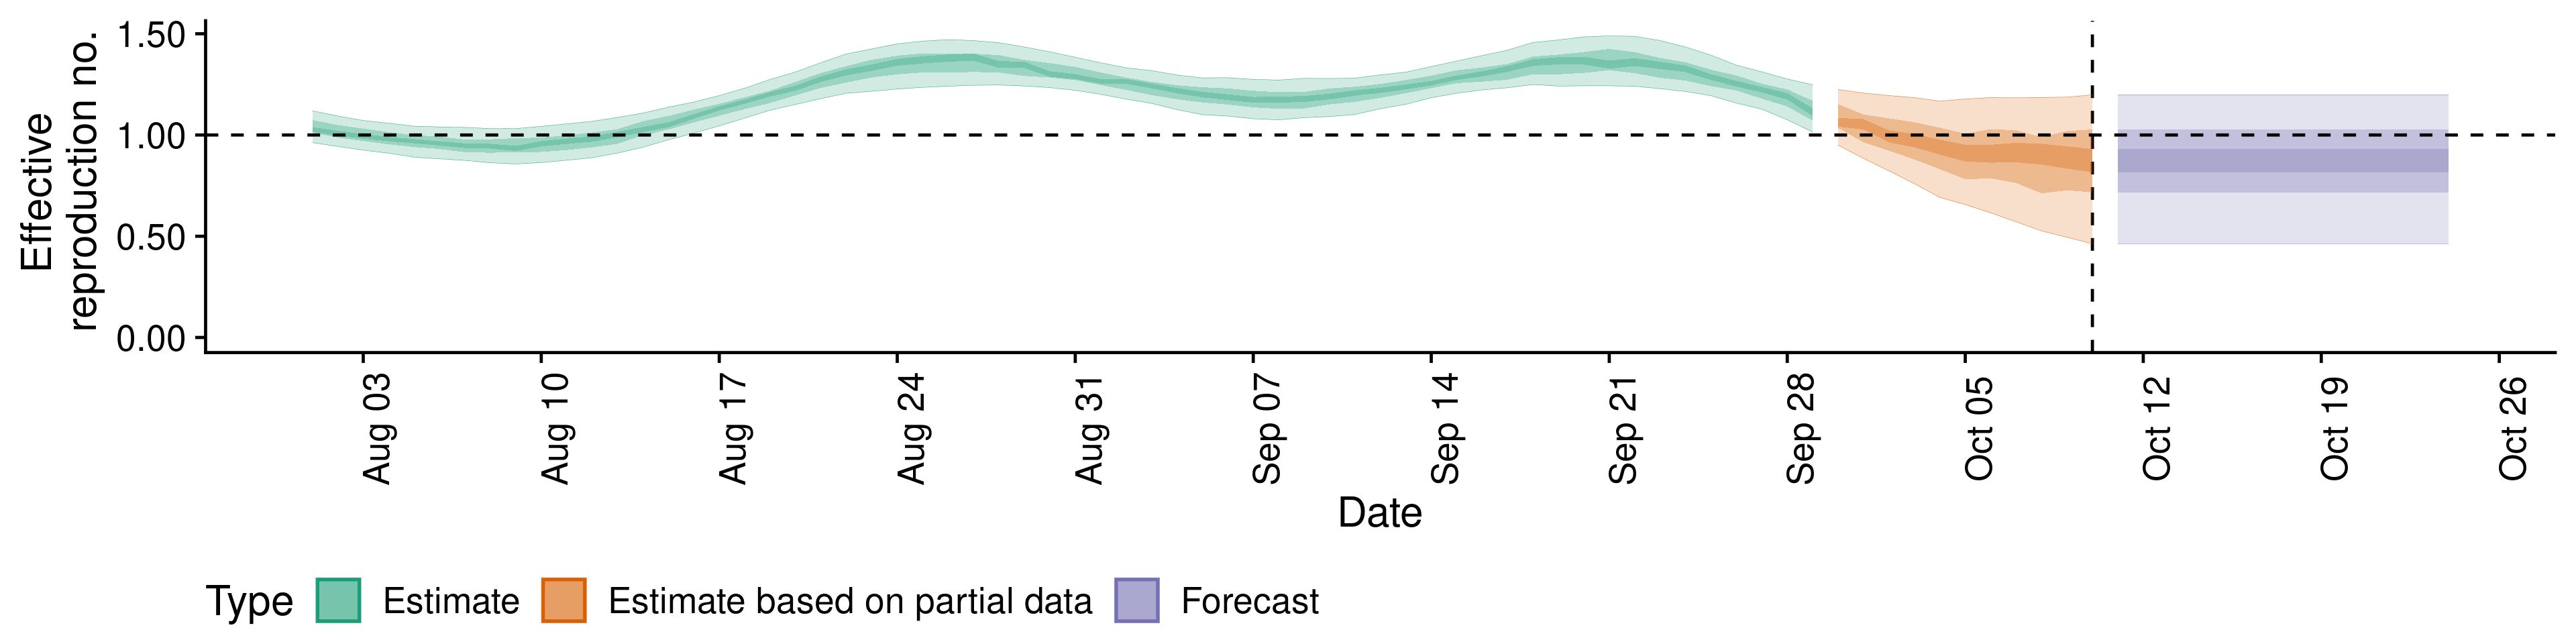 Effective
reproduction no.
1.50
1.00
0.50
0.00
Aug 03
Aug 10
Aug 17
Aug 24
Aug 31
Sep 07
Sep 14
Sep 21
Sep 28
Oct 05
Oct 12
Oct 19
Oct 26
Date
Type Estimate Estimate based on partial data Forecast